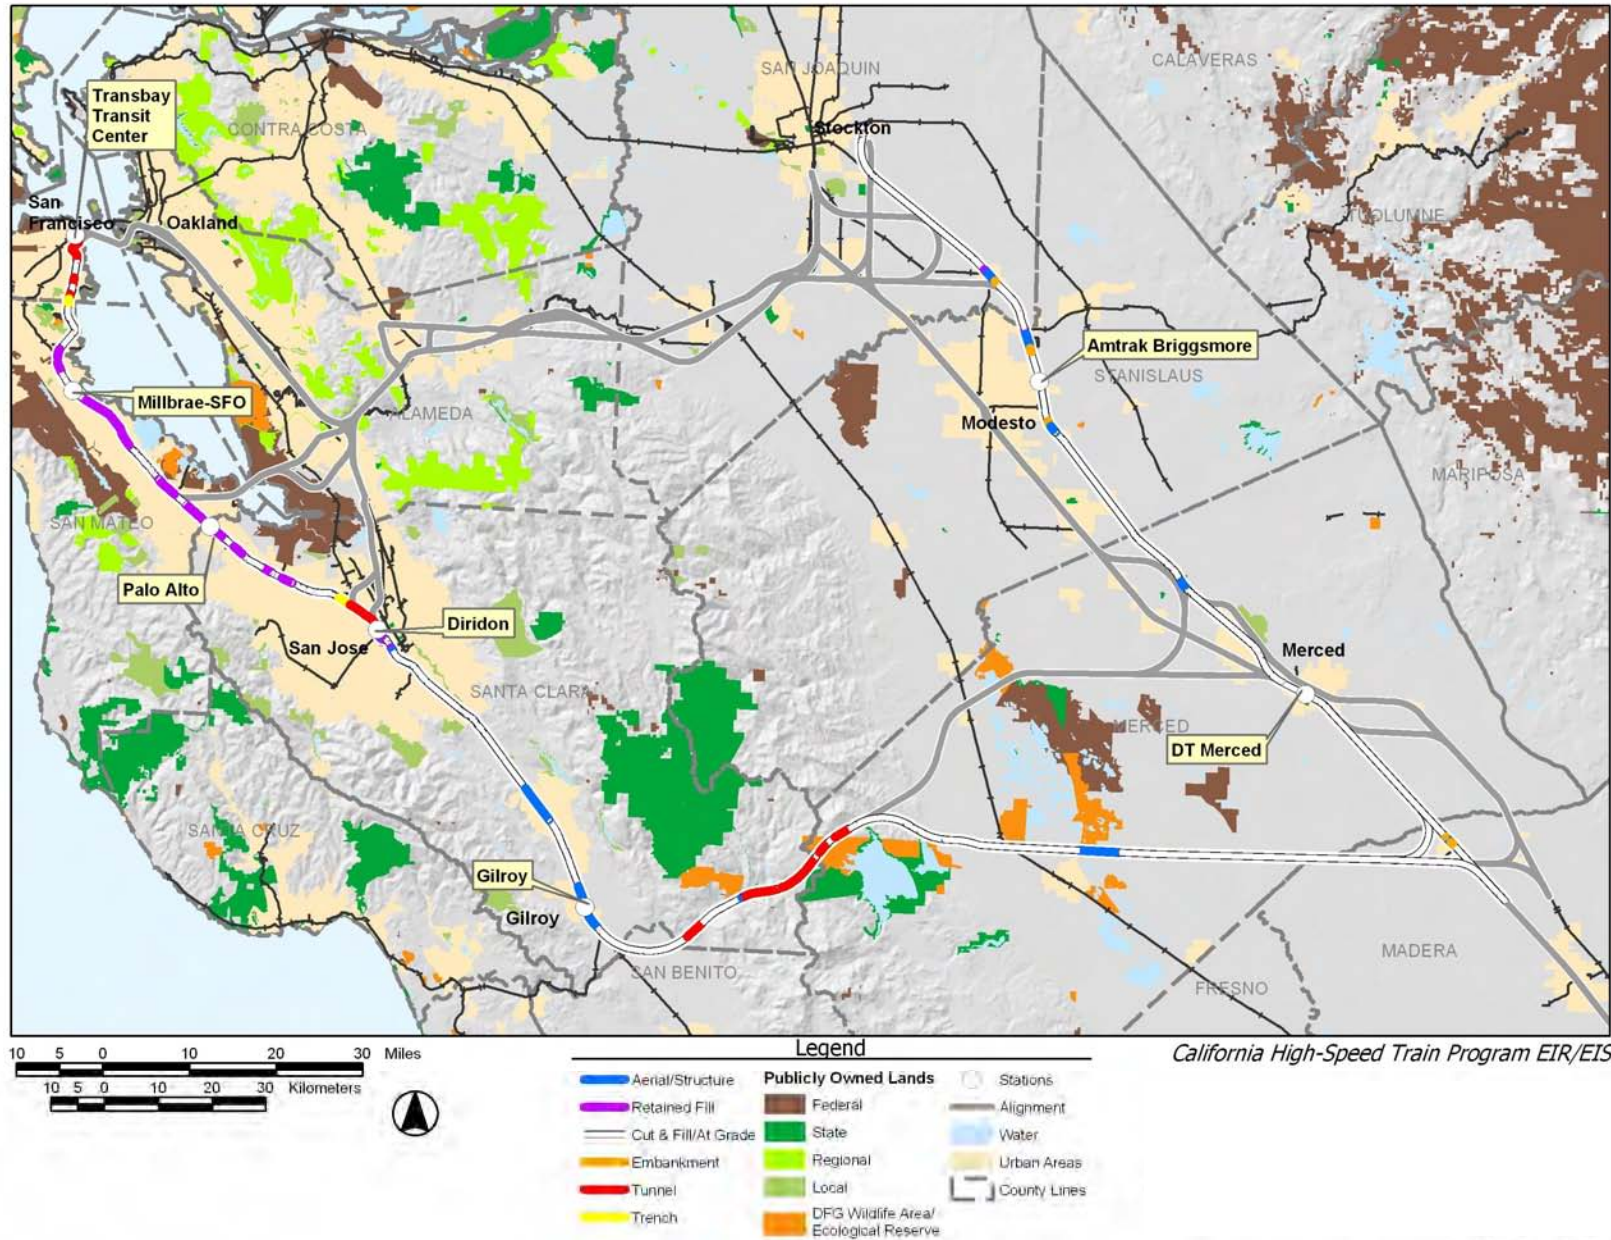 CALAVERAS
SAN JOAQUIN
Transbay
Transit
Center
CONTRA COSTA
Stockton
San
Francisco
Oakland
TUOLUMNE
Amtrak Briggsmore
STANISLAUS
Millbrae-SFO
ALAMEDA
Modesto
MARIPOSA
SAN MATEO
Palo Alto
Diridon
San Jose
Merced
SANTA CLARA
MERCED
DT Merced
SANTA CRUZ
Gilroy
Gilroy
MADERA
SAN BENITO
FRESNO
10 5 0 10 20 30 Miles
10 5 0 10 20 30 Kilometers
Legend
California High-Speed Train Program EIR/EIS
Aerial/Structure
Retained Fill
Cut & Fill/At Grade
Embankment
Tunnel
Trench
Publicly Owned Lands
Federal
State
Regional
Local
DFG Wildlife Area/
Ecological Reserve
Stations
Alignment
Water
Urban Areas
County Lines